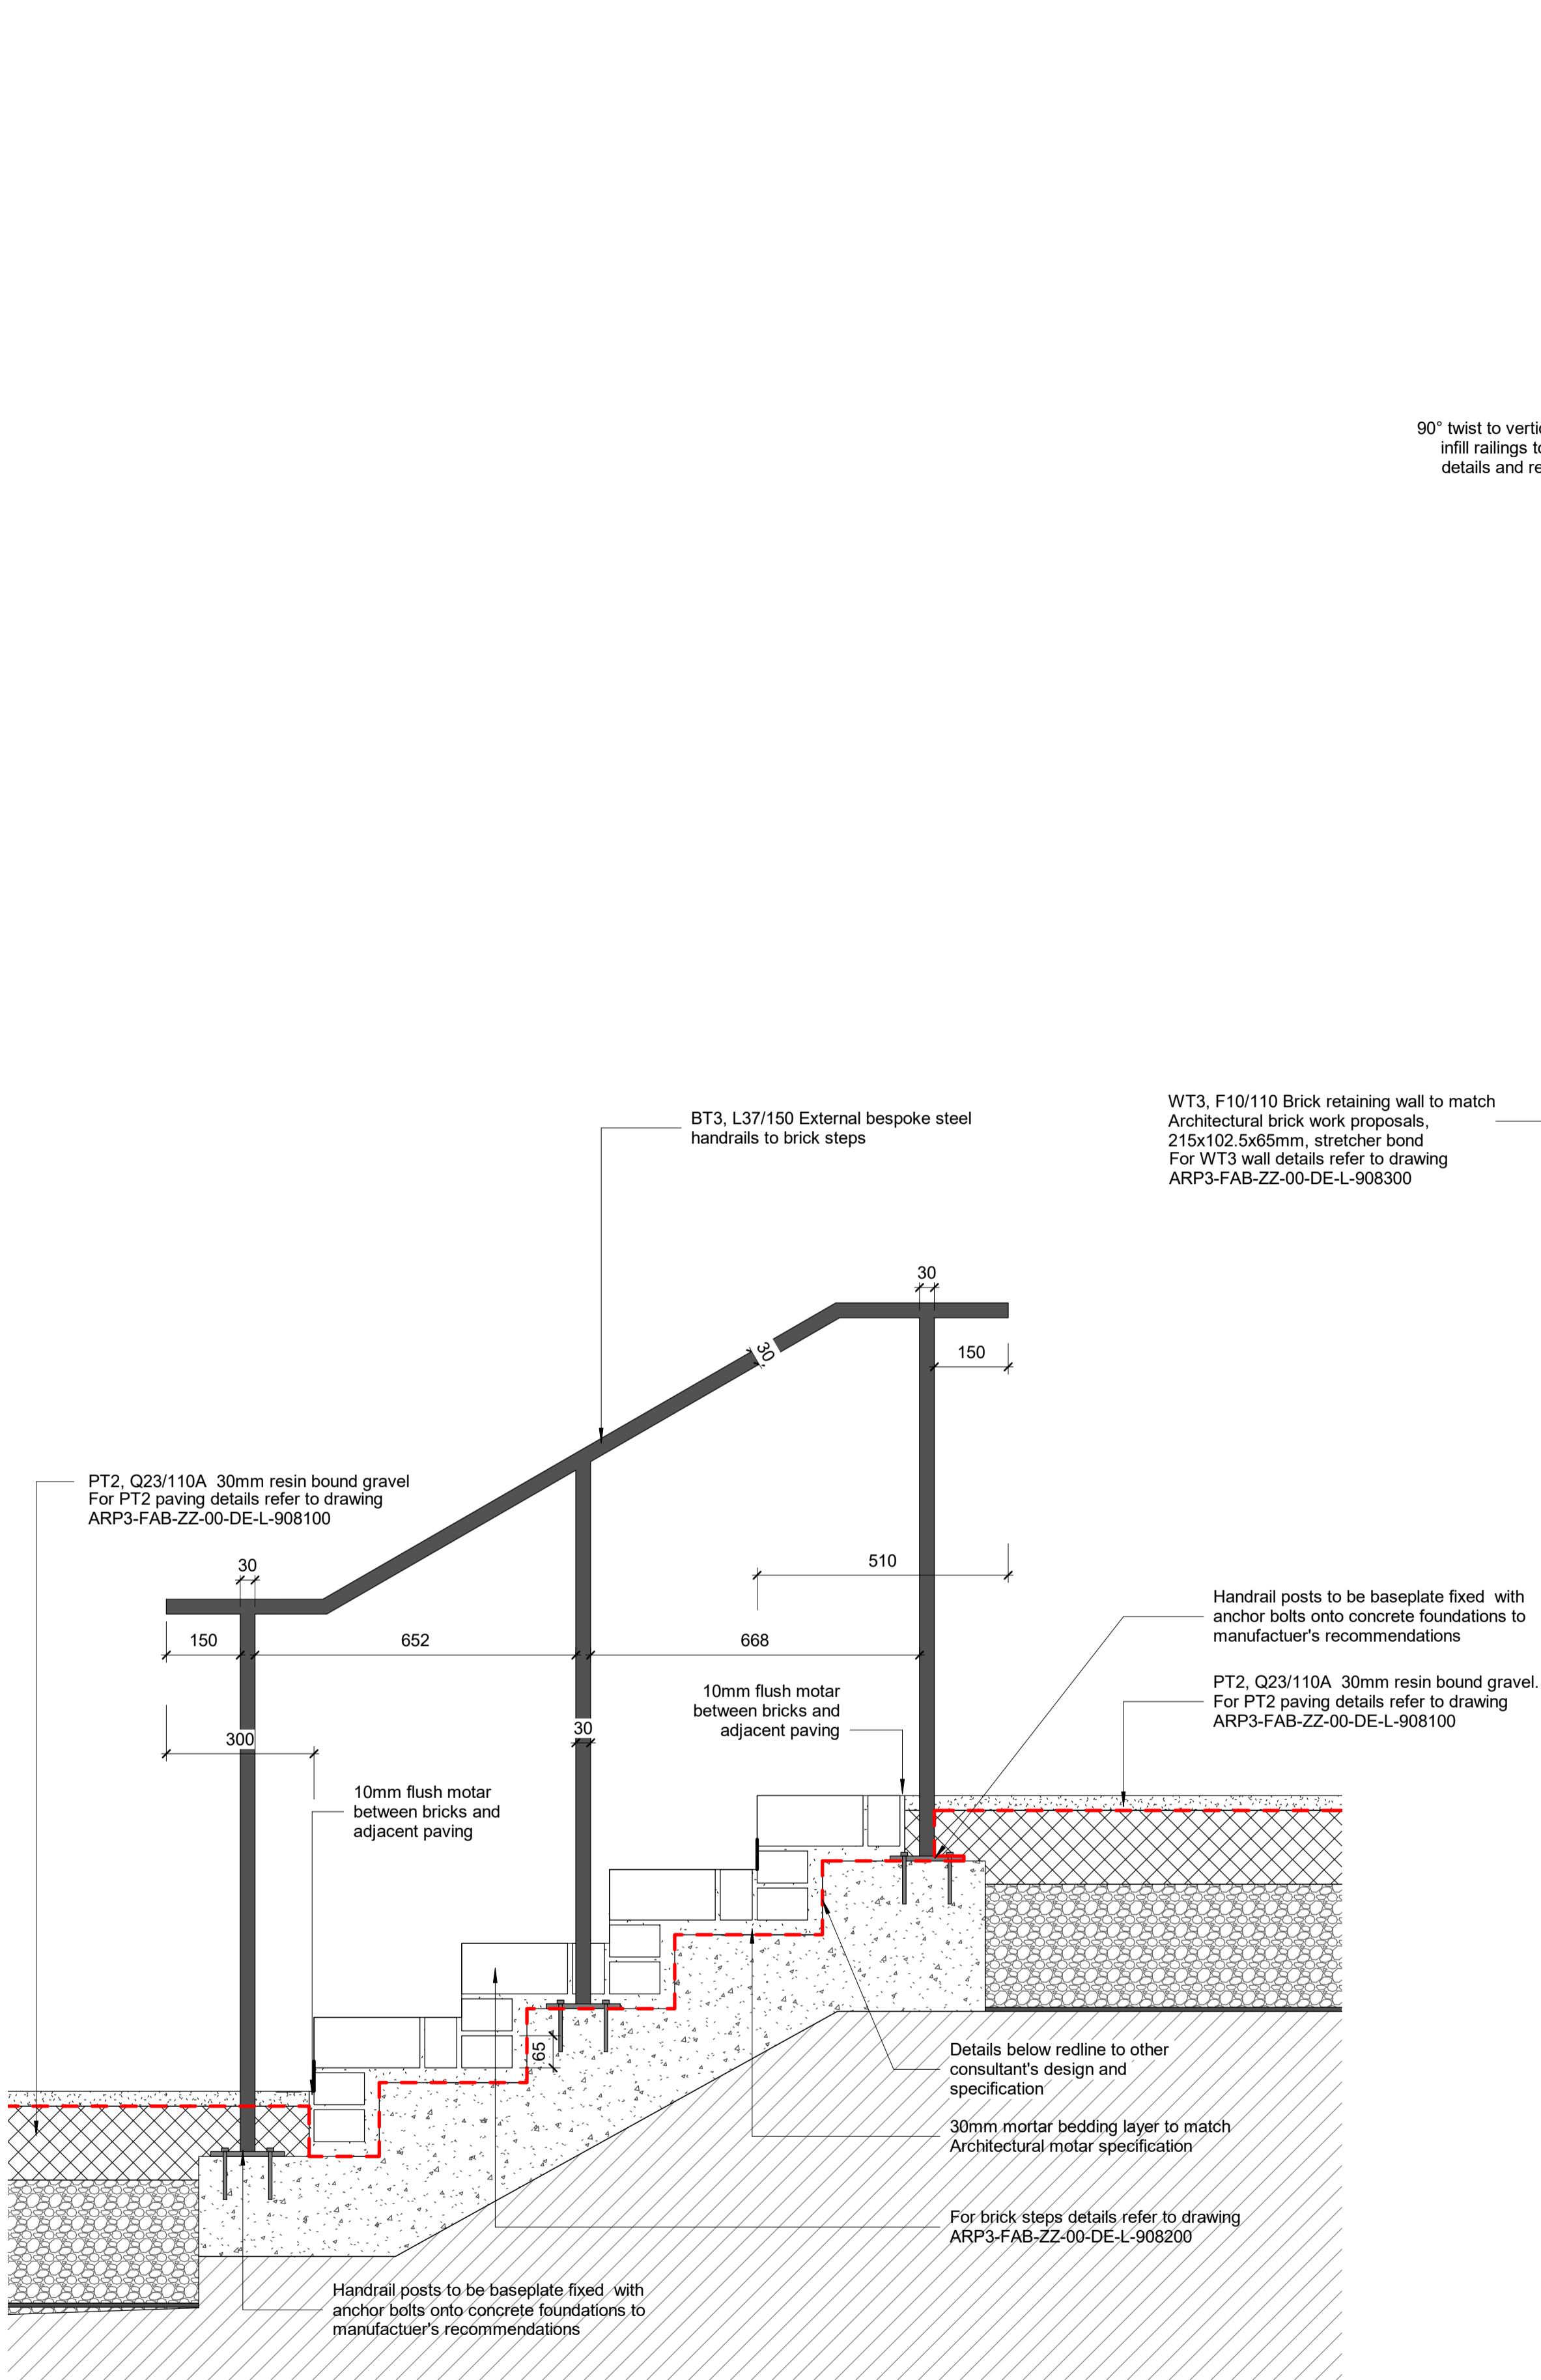 90° twist to
infill railings
details and
BT3, L37/150 External bespoke steel
handrails to brick steps
WT3, F10/110 Brick retaining wall to match
Architectural brick work proposals,
215x102.5x65mm, stretcher bond
For WT3 wall details refer to drawing
ARP3-FAB-ZZ-00-DE-L-908300
30
150
30
PT2, Q23/110A 30mm resin bound gravel
For PT2 paving details refer to drawing
ARP3-FAB-ZZ-00-DE-L-908100
30
510
150
652
668
Handrail posts to be baseplate fixed with
anchor bolts onto concrete foundations to
manufactuer's recommendations
PT2, Q23/110A 30mm resin bound gravel.
For PT2 paving details refer to drawing
ARP3-FAB-ZZ-00-DE-L-908100
10mm flush motar
between bricks and
adjacent paving
300
30
10mm flush motar
between bricks and
adjacent paving
65
Details below redline to other
consultant's design and
specification
30mm mortar bedding layer to match
Architectural motar specification
For brick steps details refer to drawing
ARP3-FAB-ZZ-00-DE-L-908200
Handrail posts to be baseplate fixed with
anchor bolts onto concrete foundations to
manufactuer's recommendations